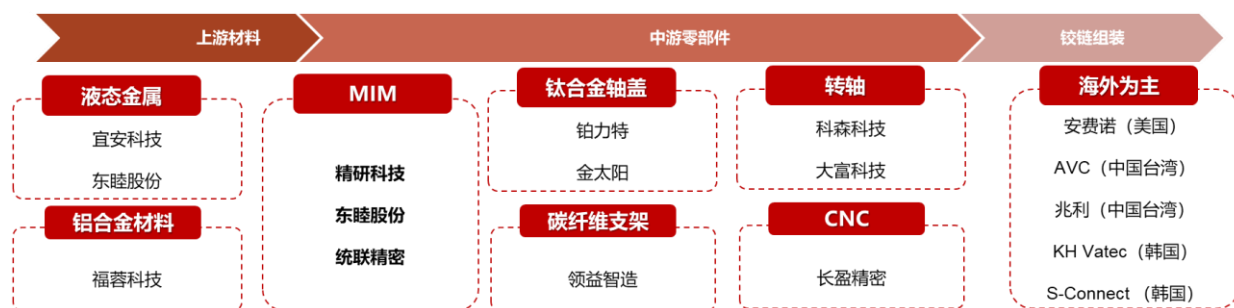 上游材料
中游零部件
铰链组装
液态金属
宜安科技
东睦股份
铝合金材料
福蓉科技
MIM
精研科技
东睦股份
统联精密
钛合金轴盖
铂力特
金太阳
碳纤维支架
领益智造
转轴
科森科技
大富科技
CNC
长盈精密
海外为主
安费诺（美国）
AVC（中国台湾）
兆利（中国台湾）
KH Vatec（韩国）
S-Connect （韩国）